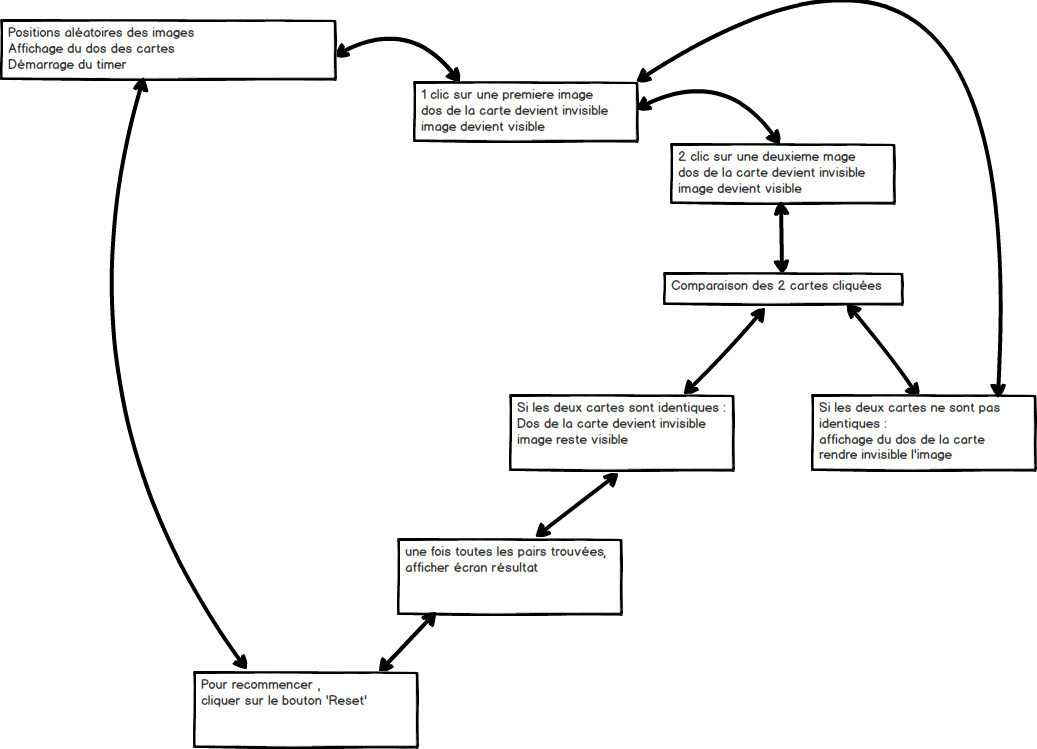 Positions aléatoires des images
Affichage du dos des cartes
Démarrage du timer
1 clic sur une premiere image
dos de la carte devient invisible
image devient visible
2 clic sur une deuxieme mage
dos de la carte devient invisible
image devient visible
Comparaison des 2 cartes cliquées
Si les deux cartes sont identiques :
Dos de la carte devient invisible
image reste visible
Si les deux cartes ne sont pas
identiques :
affichage du dos de la carte
rendre invisible l'image
une fois toutes les pairs trouvées,
afficher écran résultat
Pour recommencer ,
cliquer sur le bouton 'Reset'